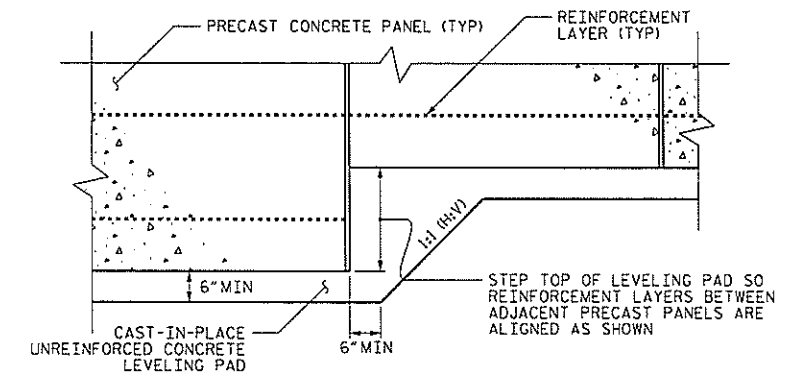 PRECAST CONCRETE PANEL (TYP)
REINFORCEMENT
LAYER (TYP)
1:1 (H:V)
6" MIN
STEP TOP OF LEVELING PAD SO
REINFORCEMENT LAYERS BETWEEN
ADJACENT PRECAST PANELS ARE
ALIGNED AS SHOWN
CAST-IN-PLACE
UNREINFORCED CONCRETE
LEVELING PAD
6" MIN